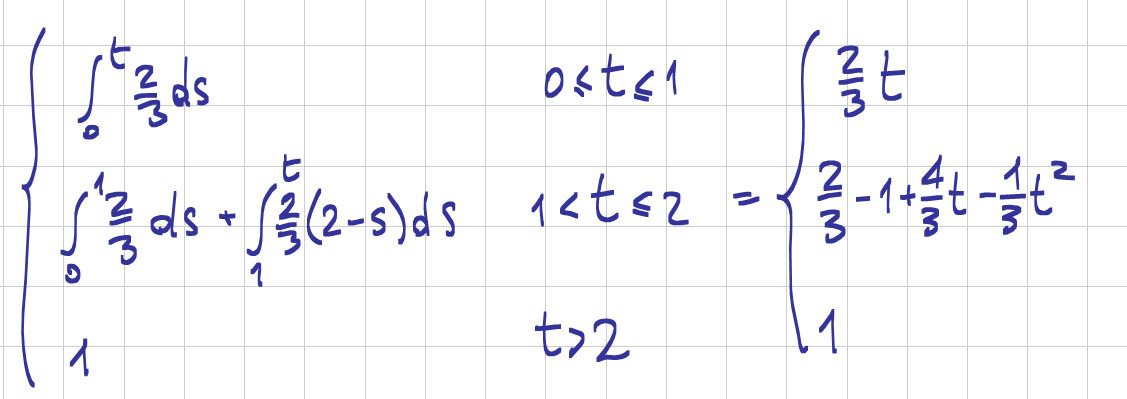 ∫₀ᵗ 2/3 ds 0 ≤ t ≤ 1 2/3 t
∫₀¹ 2/3 ds + ∫₁ᵗ 2/3 (2-s) ds 1 < t ≤ 2 = 2/3 - 1 + 4/3 t - 1/3 t²
1 t > 2 1